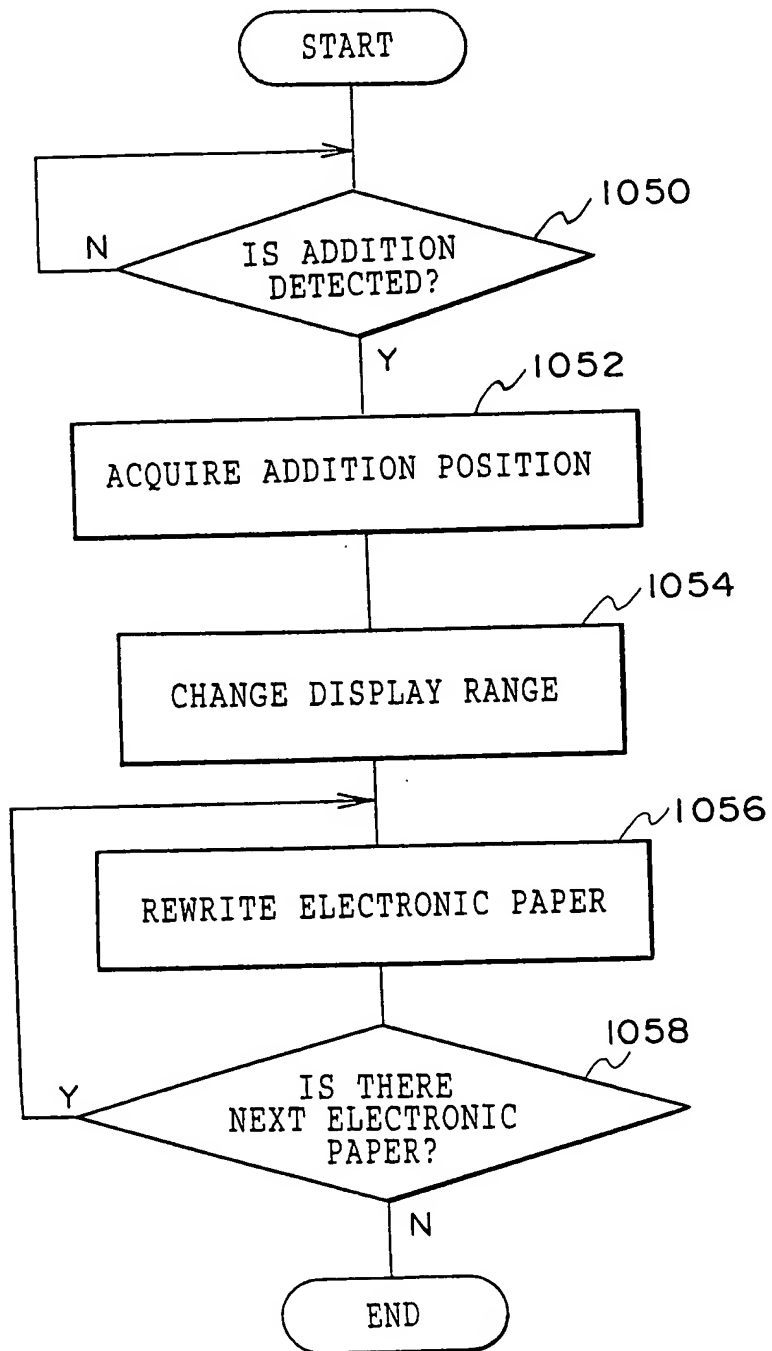 START
1050
N
IS ADDITION
DETECTED?
Y
1052
ACQUIRE ADDITION POSITION
1054
CHANGE DISPLAY RANGE
1056
REWRITE ELECTRONIC PAPER
1058
Y
IS THERE
NEXT ELECTRONIC
PAPER?
N
END